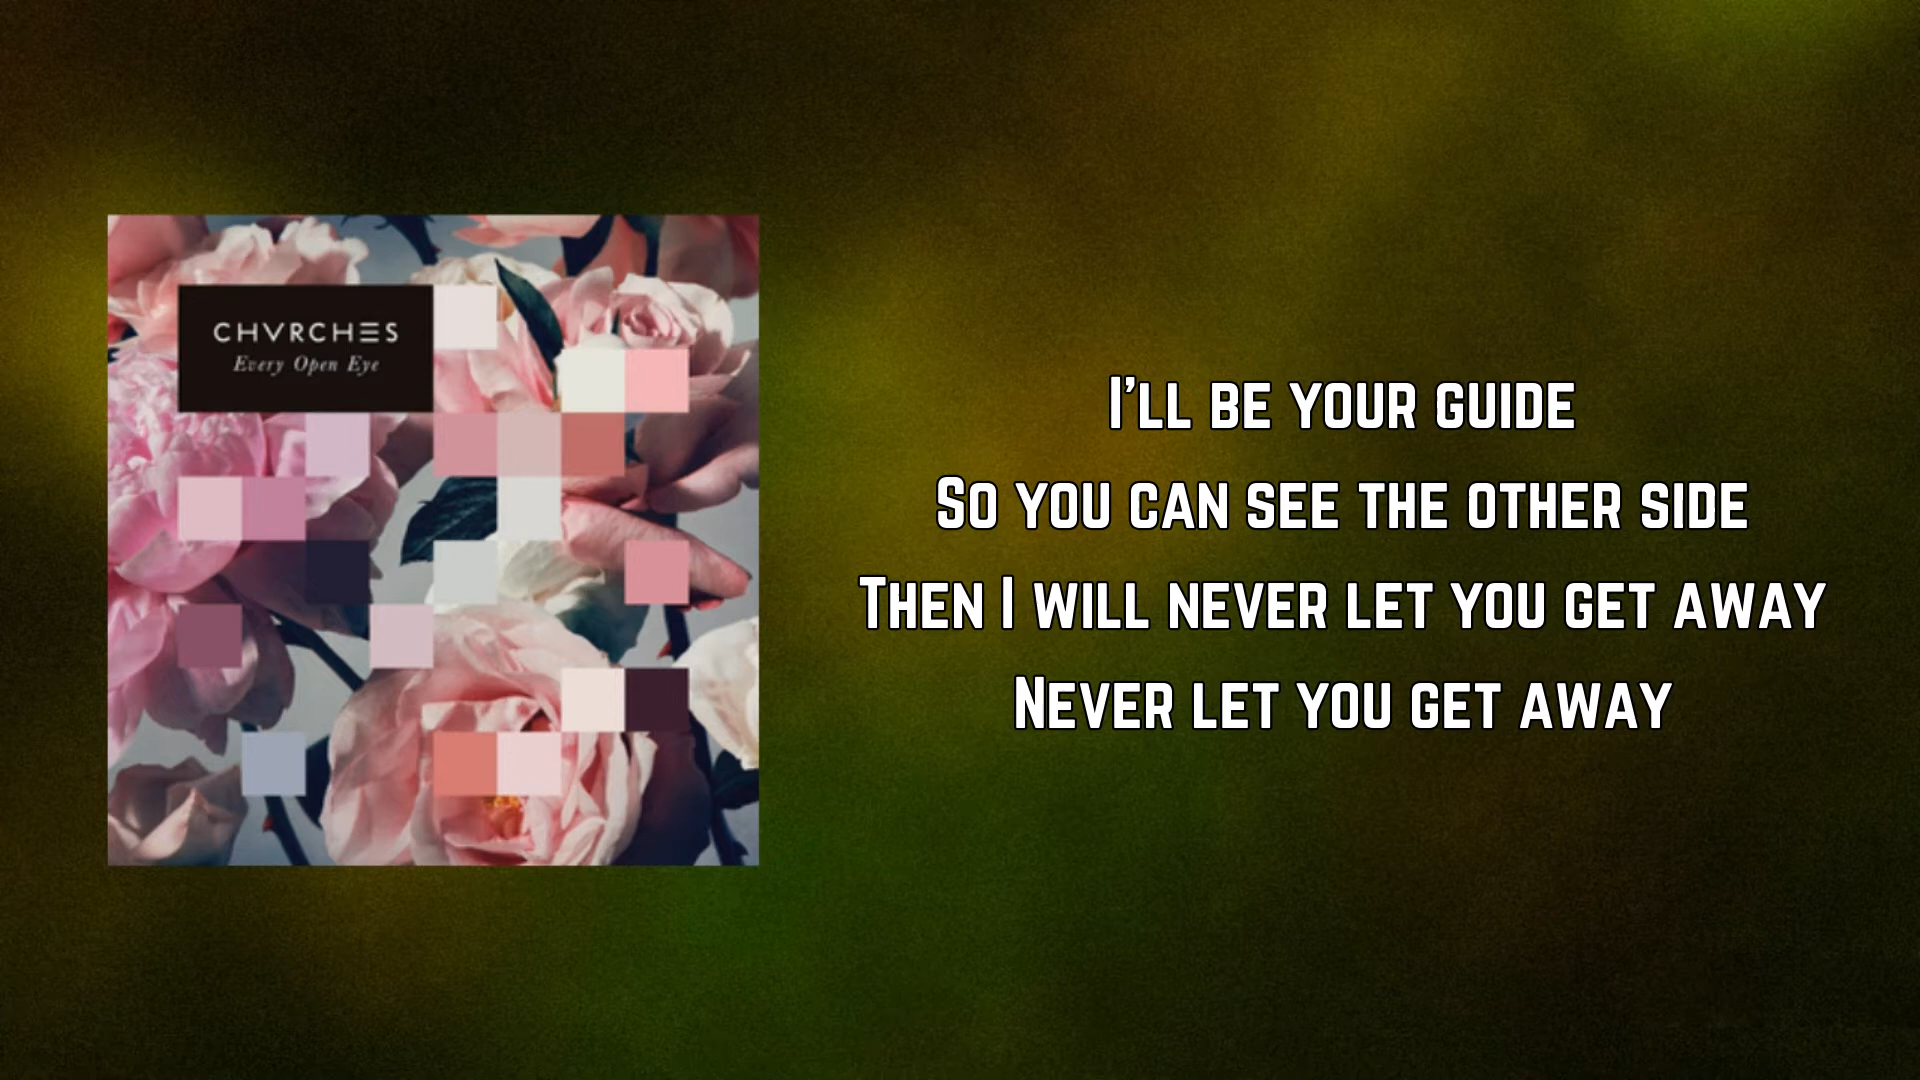 CHVRCHΞS
Every Open Eye
I'll be your guide
So you can see the other side
Then I will never let you get away
Never let you get away